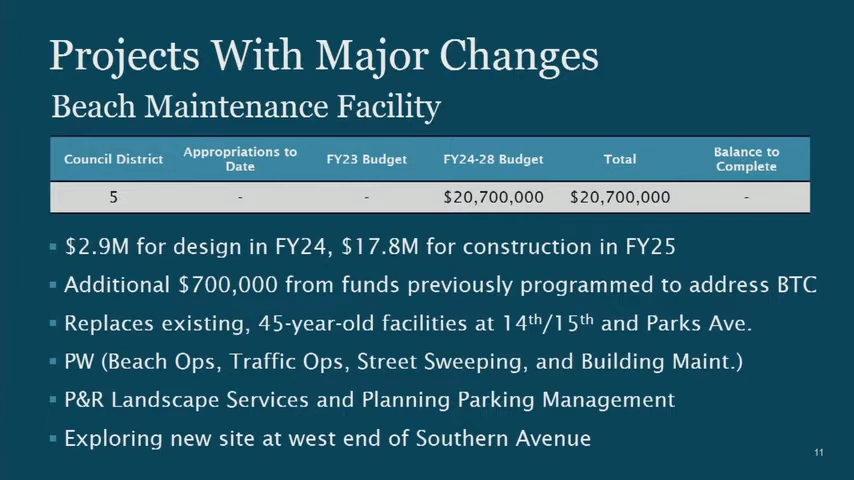 Projects With Major Changes
Beach Maintenance Facility
Council District Appropriations to Date FY23 Budget FY24-28 Budget Total Balance to Complete
5 - - $20,700,000 $20,700,000 -
▪ $2.9M for design in FY24, $17.8M for construction in FY25
▪ Additional $700,000 from funds previously programmed to address BTC
▪ Replaces existing, 45-year-old facilities at 14th/15th and Parks Ave.
▪ PW (Beach Ops, Traffic Ops, Street Sweeping, and Building Maint.)
▪ P&R Landscape Services and Planning Parking Management
▪ Exploring new site at west end of Southern Avenue
11